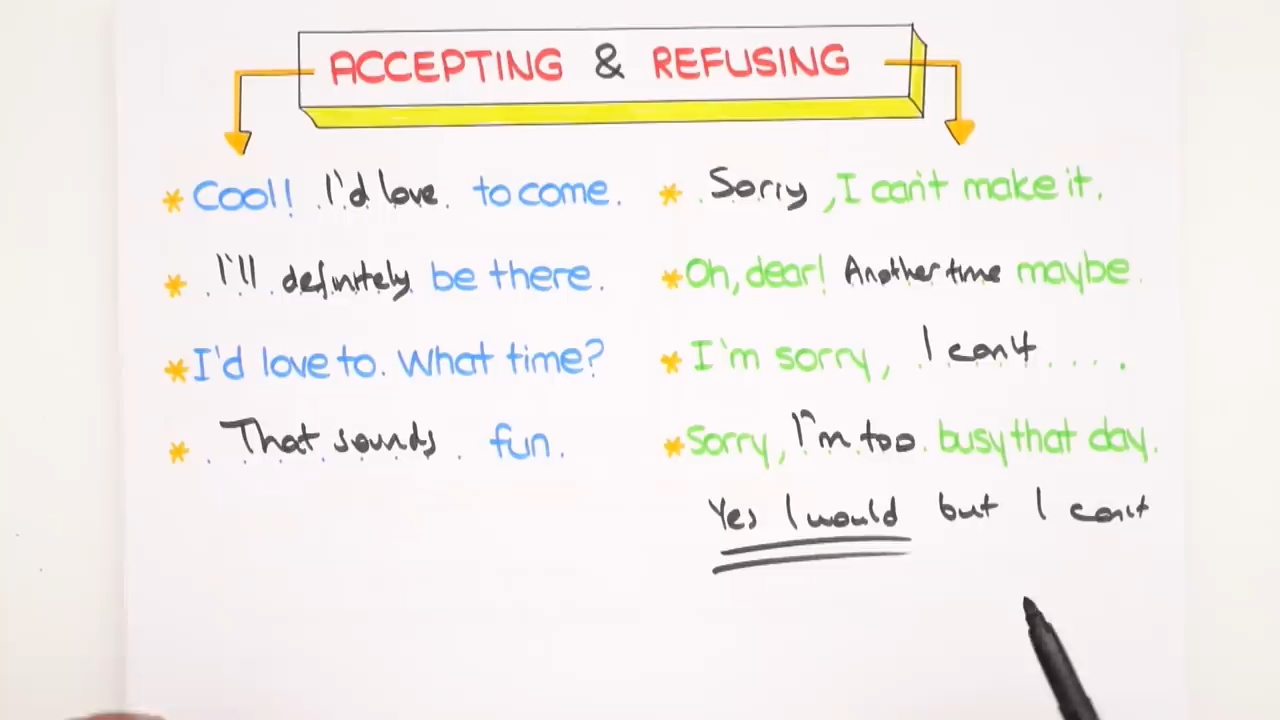 ACCEPTING & REFUSING
* Cool! I'd love to come.
* I'll definitely be there.
* I'd love to. What time?
* That sounds fun.
* Sorry, I can't make it.
* Oh, dear! Another time maybe.
* I'm sorry, I can't ....
* Sorry, I'm too busy that day.
Yes I would but I can't